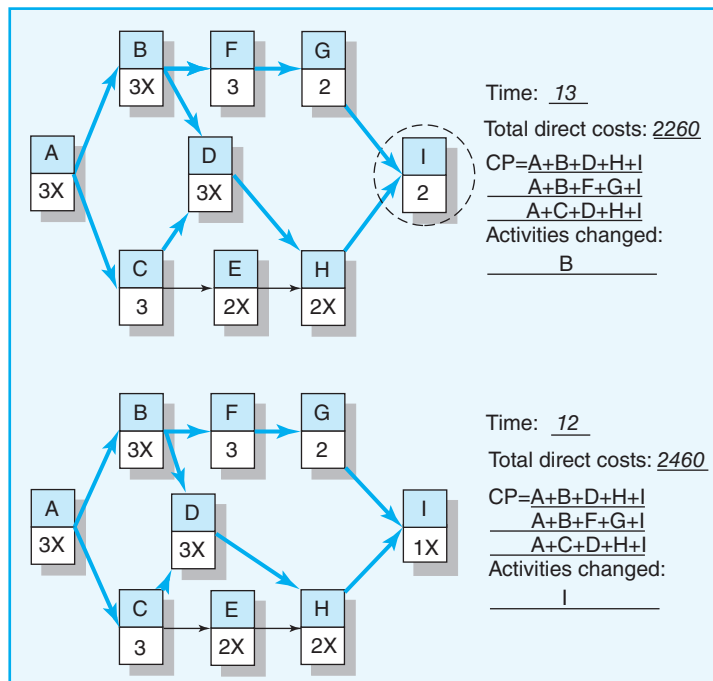 B F G
3X 3 2
Time: 13
Total direct costs: 2260
A D I
3X 3X 2
CP=A+B+D+H+I
A+B+F+G+I
A+C+D+H+I
Activities changed:
B
C E H
3 2X 2X
B F G
3X 3 2
Time: 12
Total direct costs: 2460
A D I
3X 3X 1X
CP=A+B+D+H+I
A+B+F+G+I
A+C+D+H+I
Activities changed:
I
C E H
3 2X 2X